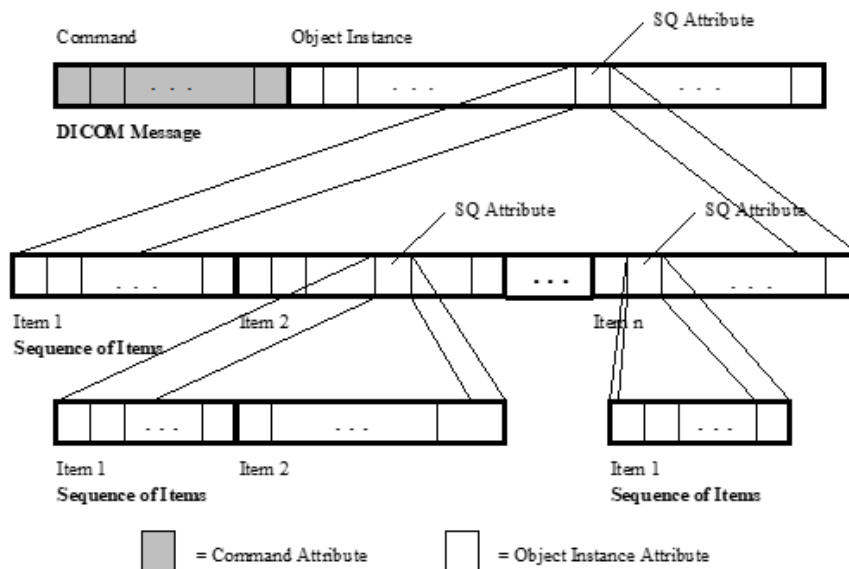 SQ Attribute
Command
Object Instance
. . .
. . .
. . .
DICOM Message
SQ Attribute
SQ Attribute
. . .
. . .
. . .
Item 1
Item 2
Item n
Sequence of Items
. . .
. . .
. . .
Item 1
Item 2
Item 1
Sequence of Items
Sequence of Items
= Command Attribute
= Object Instance Attribute